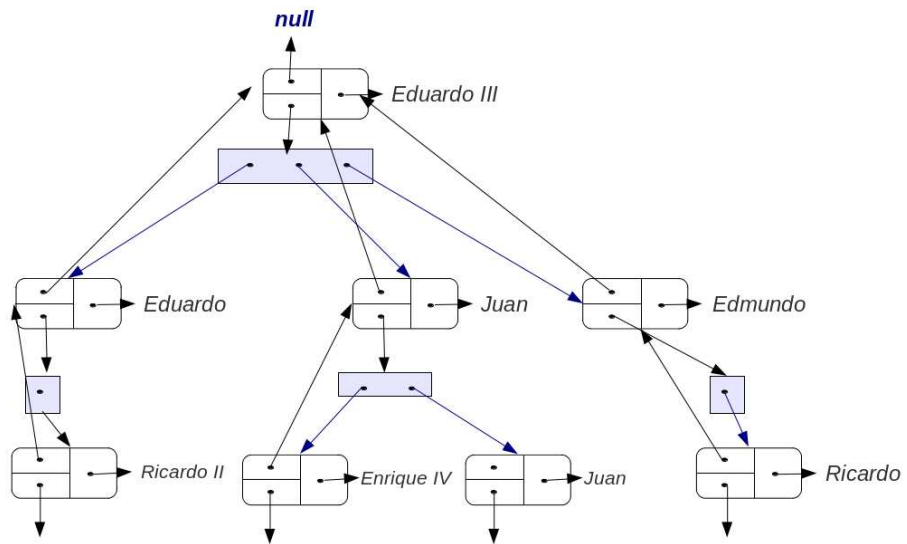 null
Eduardo III
Eduardo
Juan
Edmundo
Ricardo II
Enrique IV
Juan
Ricardo